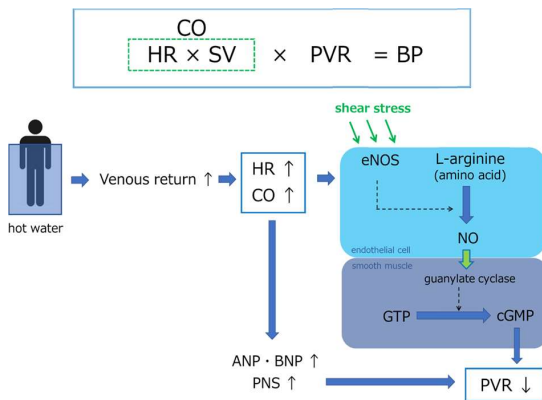 CO
HR × SV × PVR = BP
shear stress
eNOS
L-arginine
(amino acid)
Venous return ↑
HR ↑
CO ↑
hot water
NO
endothelial cell
smooth muscle
guanylate cyclase
GTP
cGMP
ANP・BNP ↑
PNS ↑
PVR ↓